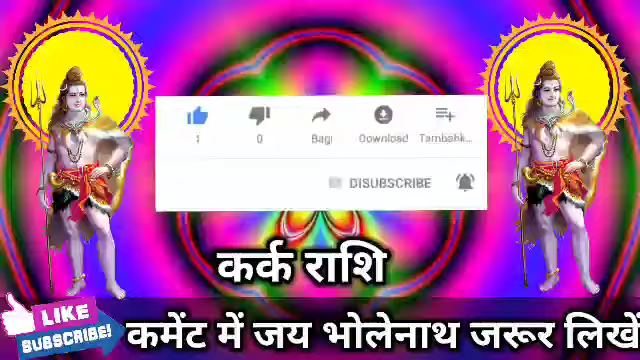 1 0 Bagi Download Tambahk...
DISUBSCRIBE
कर्क राशि
LIKE
SUBSCRIBE!
कमेंट में जय भोलेनाथ जरूर लिखें